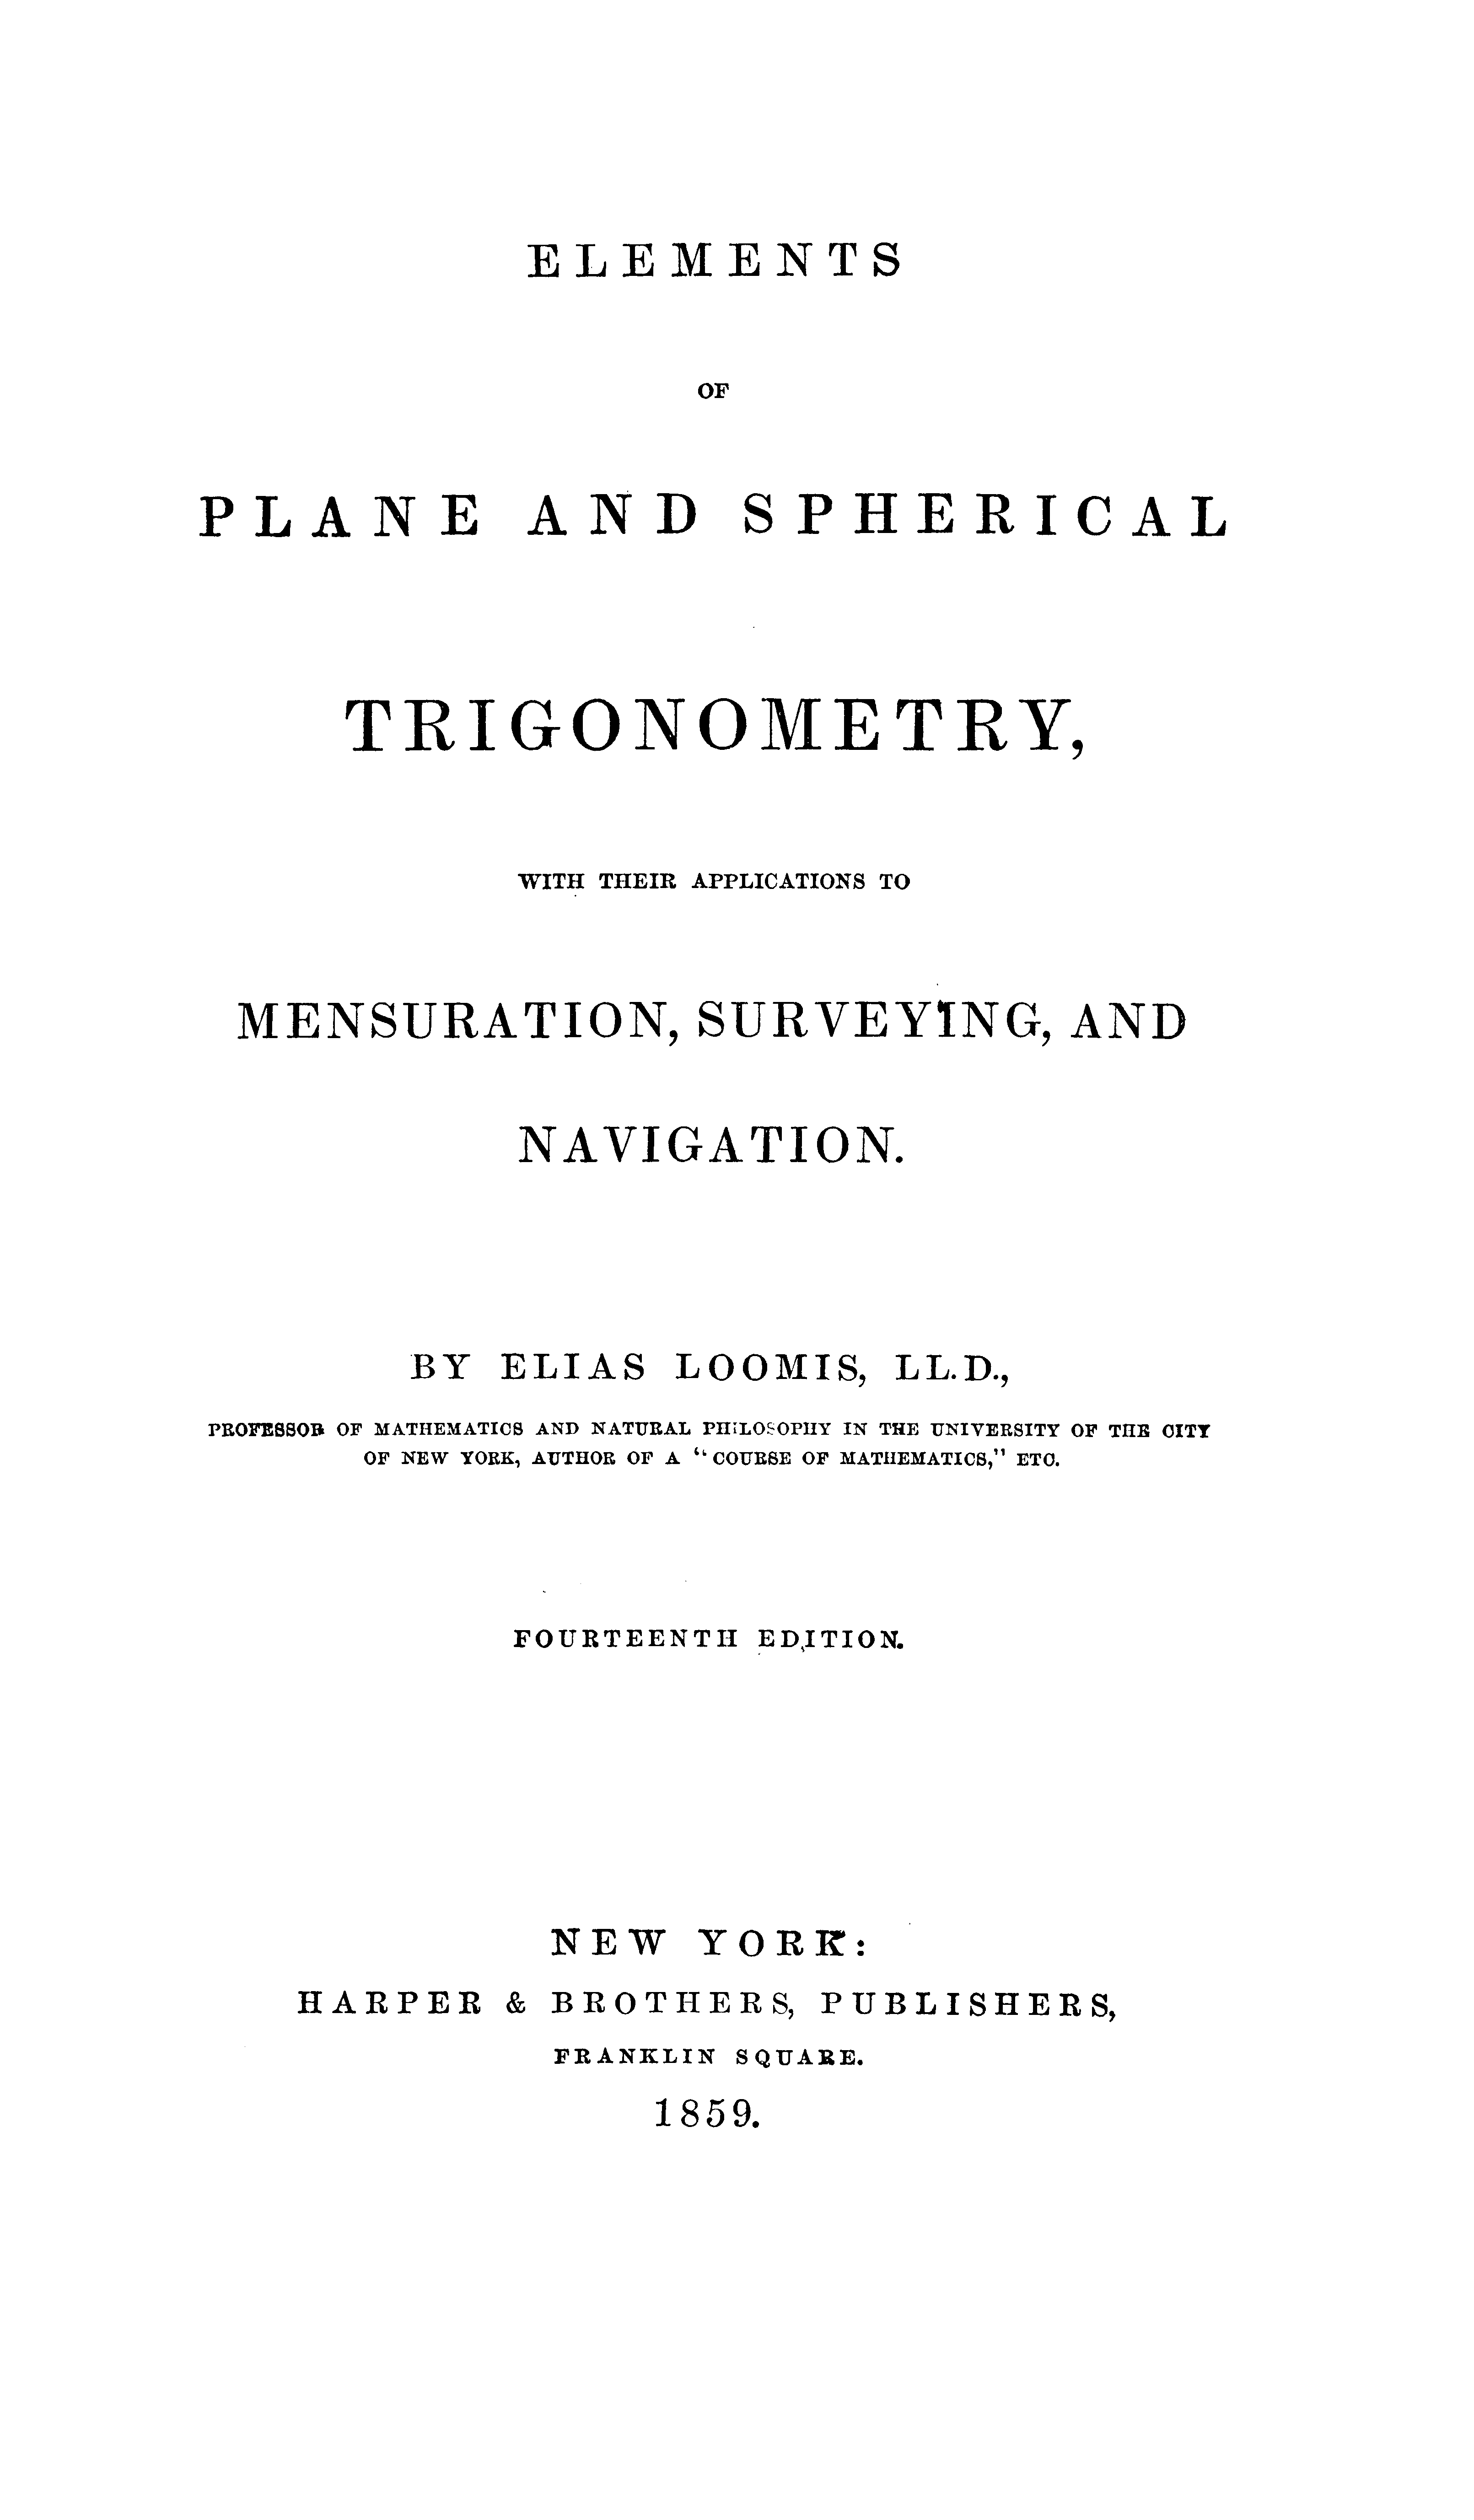 ELEMENTS
OF
PLANE AND SPHERICAL
TRIGONOMETRY,
WITH THEIR APPLICATIONS TO
MENSURATION, SURVEYING, AND
NAVIGATION.
BY ELIAS LOOMIS, LL.D.,
PROFESSOR OF MATHEMATICS AND NATURAL PHILOSOPHY IN THE UNIVERSITY OF THE CITY
OF NEW YORK, AUTHOR OF A "COURSE OF MATHEMATICS," ETC.
FOURTEENTH EDITION.
NEW YORK:
HARPER & BROTHERS, PUBLISHERS,
FRANKLIN SQUARE.
1859.